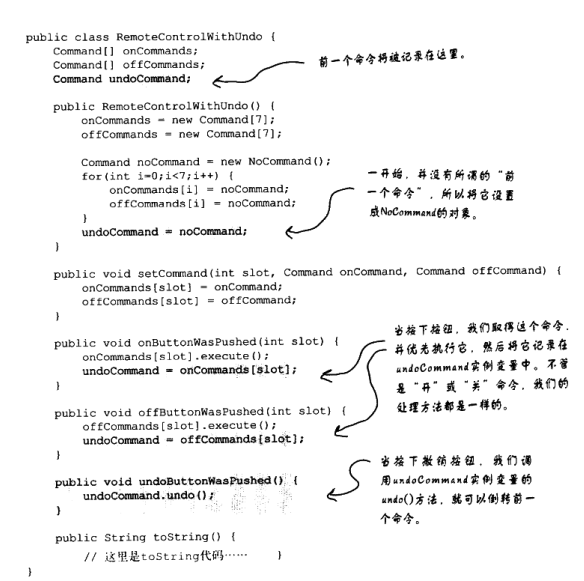 public class RemoteControlWithUndo {
Command[] onCommands;
Command[] offCommands;
Command undoCommand;
前一个命令将被记录在这里。
public RemoteControlWithUndo() {
onCommands = new Command[7];
offCommands = new Command[7];
Command noCommand = new NoCommand();
for(int i=0;i<7;i++) {
onCommands[i] = noCommand;
offCommands[i] = noCommand;
}
undoCommand = noCommand;
}
一开始，并没有所谓的“前
一个命令”，所以将它设置
成NoCommand的对象。
public void setCommand(int slot, Command onCommand, Command offCommand) {
onCommands[slot] = onCommand;
offCommands[slot] = offCommand;
}
public void onButtonWasPushed(int slot) {
onCommands[slot].execute();
undoCommand = onCommands[slot];
}
public void offButtonWasPushed(int slot) {
offCommands[slot].execute();
undoCommand = offCommands[slot];
}
当按下按钮，我们取得这个命令，
并优先执行它，然后将它记录在
undoCommand实例变量中。不管
是“开”或“关”命令，我们的
处理方法都是一样的。
public void undoButtonWasPushed() {
undoCommand.undo();
}
当按下撤销按钮，我们调
用undoCommand实例变量的
undo()方法，就可以倒转前一
个命令。
public String toString() {
// 这里是toString代码…… }
}